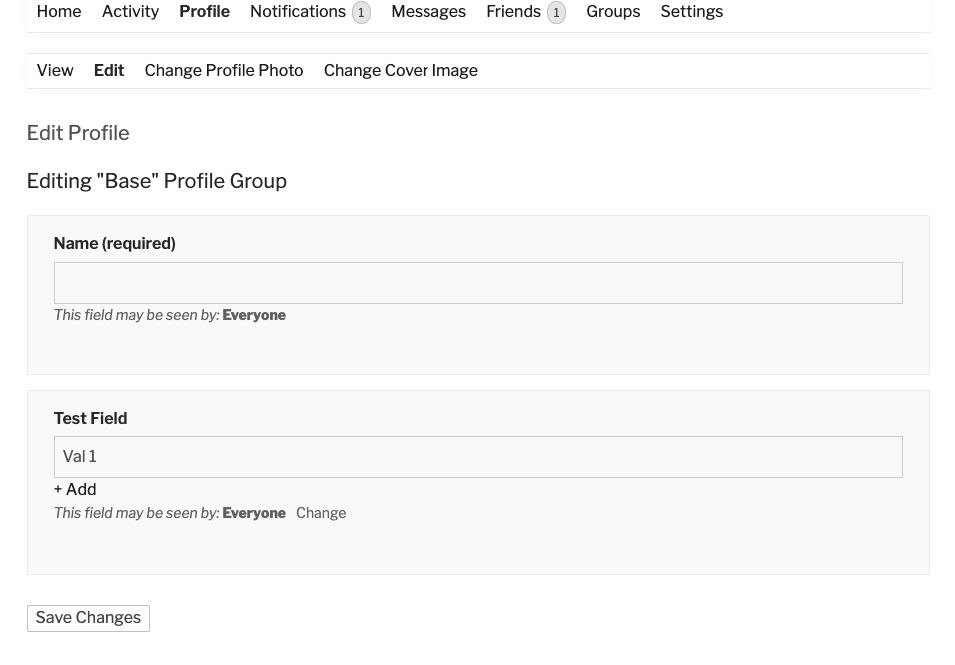 Home Activity Profile Notifications 1 Messages Friends 1 Groups Settings
View Edit Change Profile Photo Change Cover Image
Edit Profile
Editing "Base" Profile Group
Name (required)
This field may be seen by: Everyone
Test Field
Val 1
+ Add
This field may be seen by: Everyone Change
Save Changes